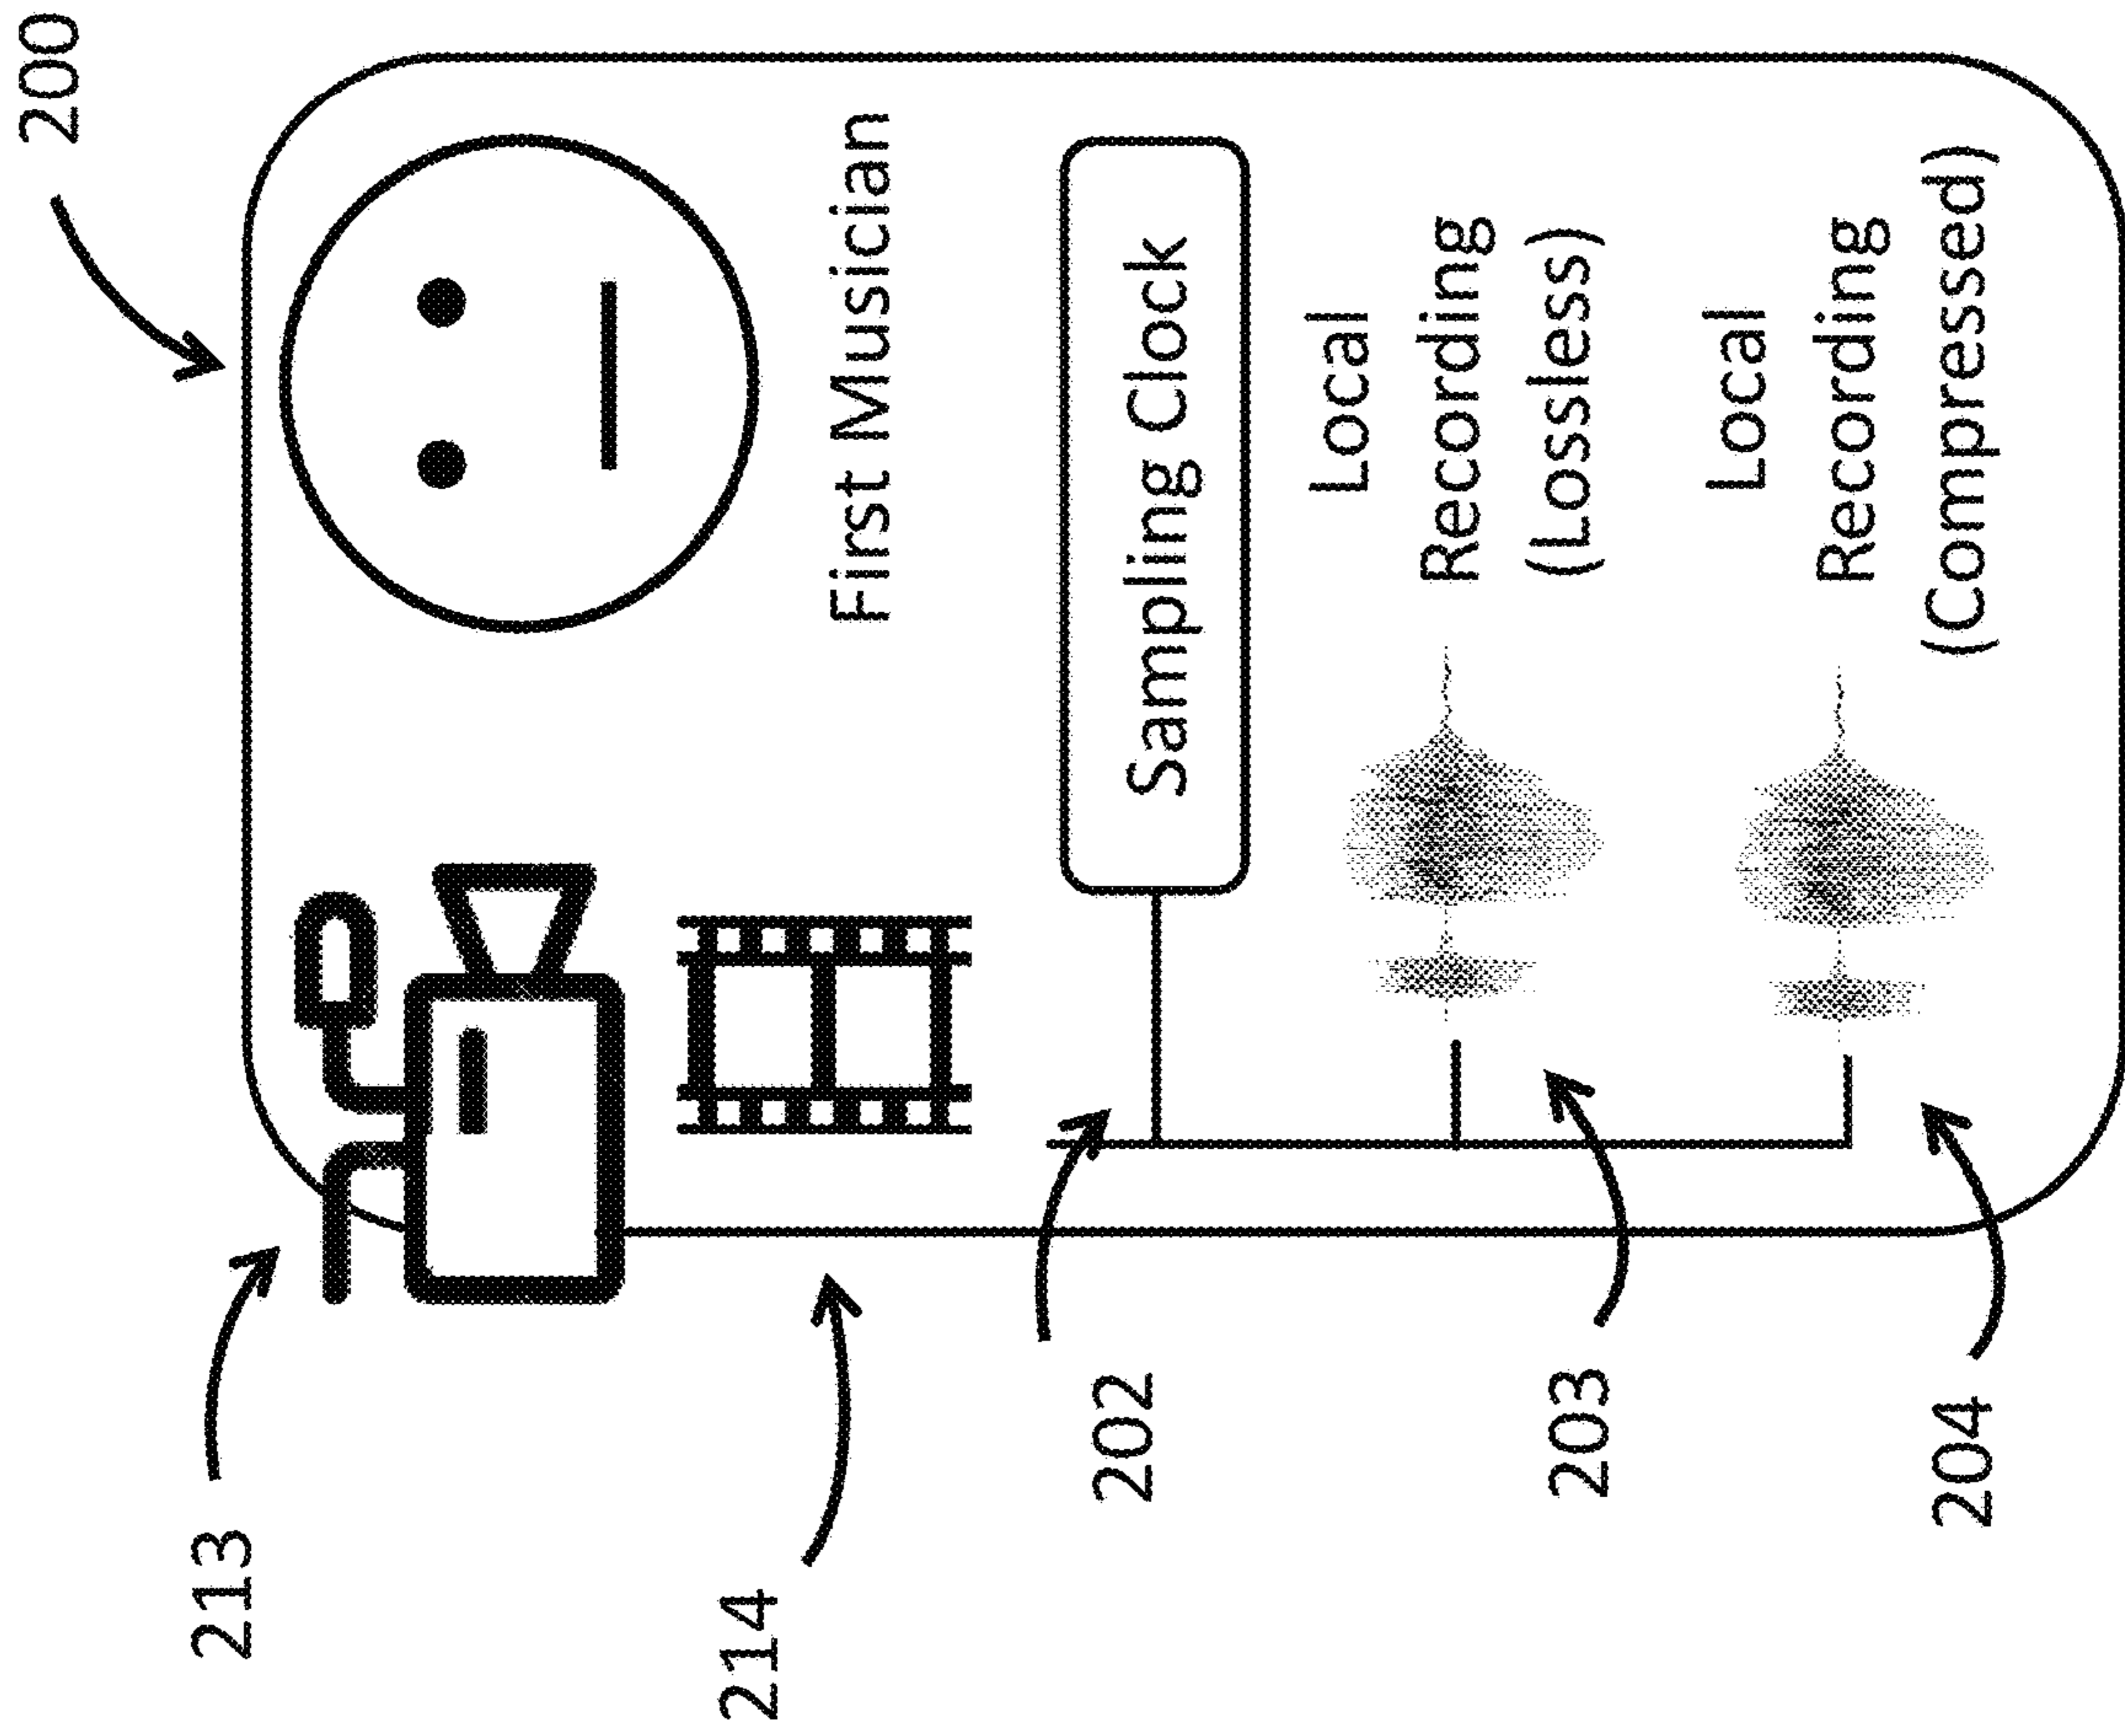 200
213
First Musician
214
202
Sampling Clock
Local
Recording
(Lossless)
203
Local
Recording
(Compressed)
204